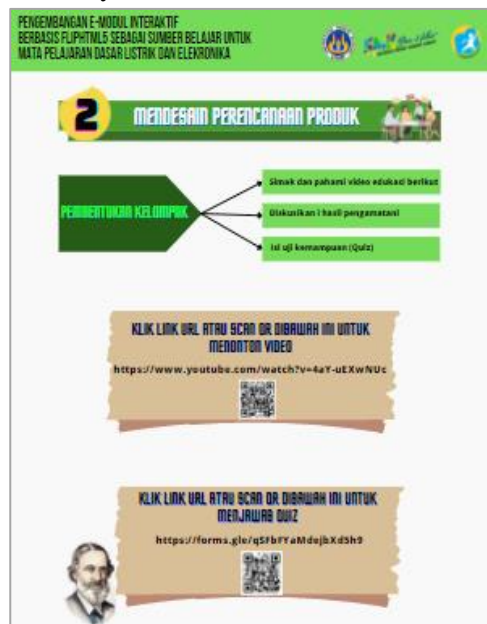 PENGEMBANGAN E-MODUL INTERAKTIF
BERBASIS FLIPHTML5 SEBAGAI SUMBER BELAJAR UNTUK
MATA PELAJARAN DASAR LISTRIK DAN ELEKRONIKA
2
MENDESAIN PERENCANAAN PRODUK
PEMBENTUKAN KELOMPOK
Simak dan pahami video edukasi berikut
Diskusikan i hasil pengamatani
Isi uji kemampuan (Quiz)
KLIK LINK URL ATAU SCAN QR DIBAWAH INI UNTUK
MENONTON VIDEO
https://www.youtube.com/watch?v=4aY-uEXwNUc
KLIK LINK URL ATAU SCAN QR DIBAWAH INI UNTUK
MENJAWAB QUIZ
https://forms.gle/qSFbFYaMdejbXd5h9